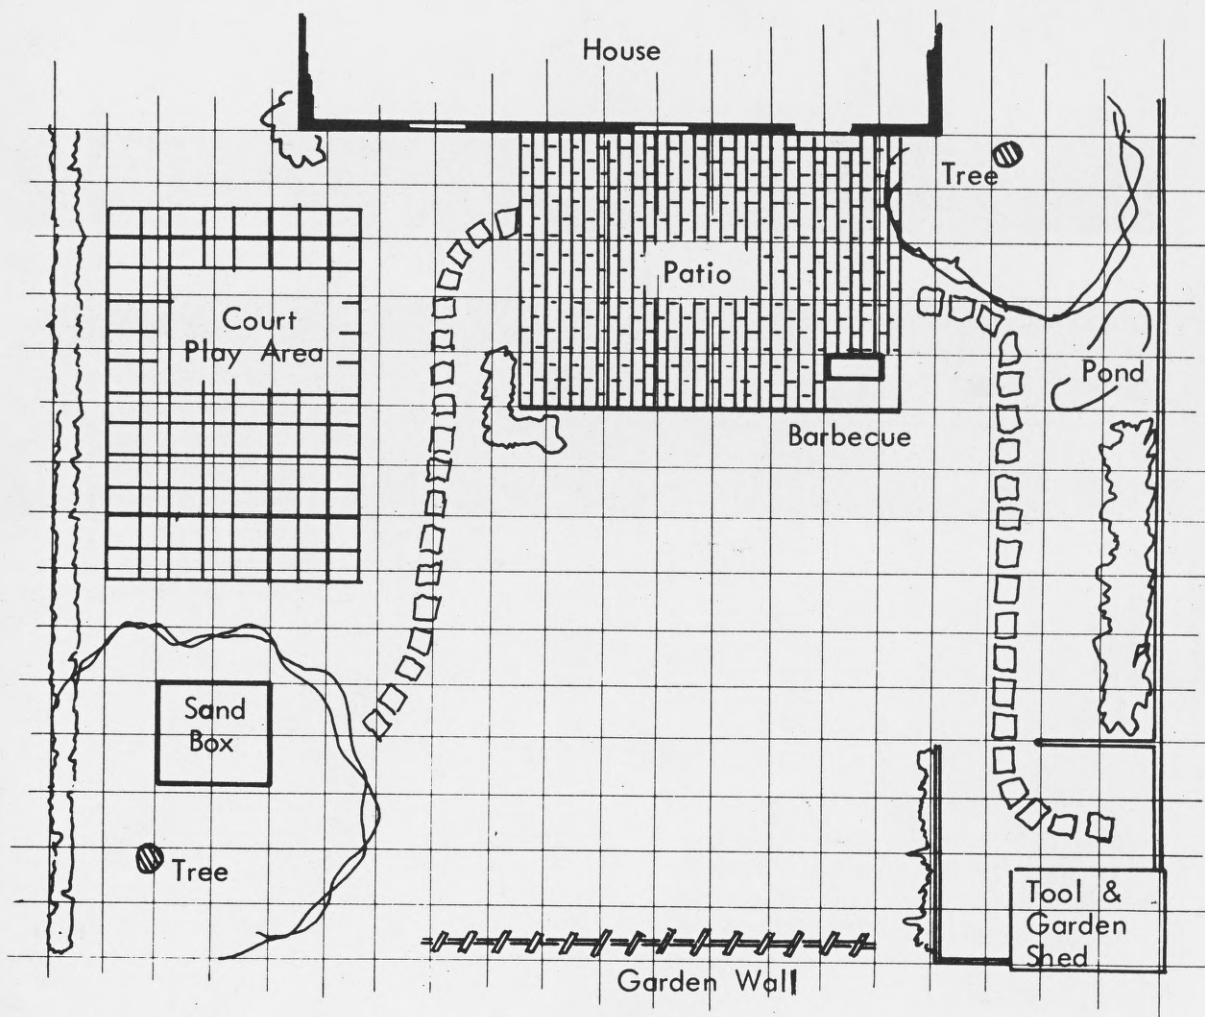 House
Tree
Patio
Court
Play Area
Pond
Barbecue
Sand
Box
Tree
Tool &
Garden
Shed
Garden Wall